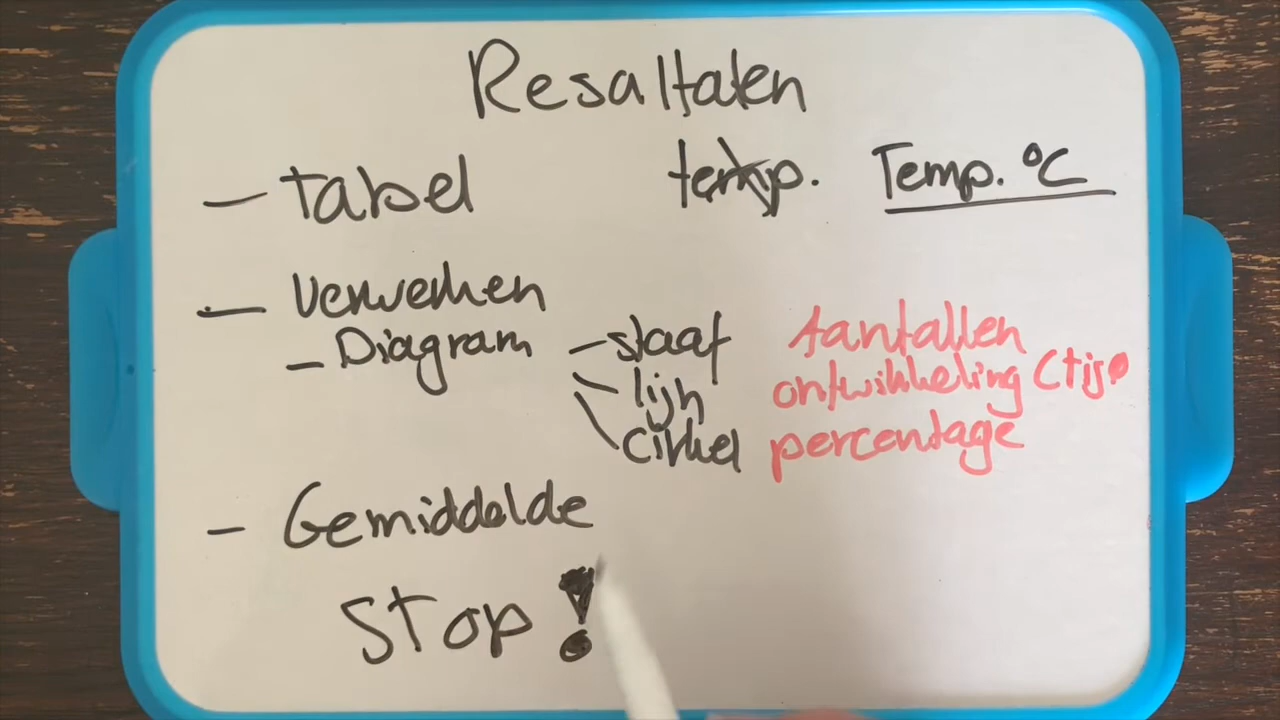 Resultaten
- tabel temp. Temp. °C
- verwerken
- Diagram - staaf Aantallen
- lijn ontwikkeling (tijd
- cirkel percentage
- Gemiddelde
Stop!